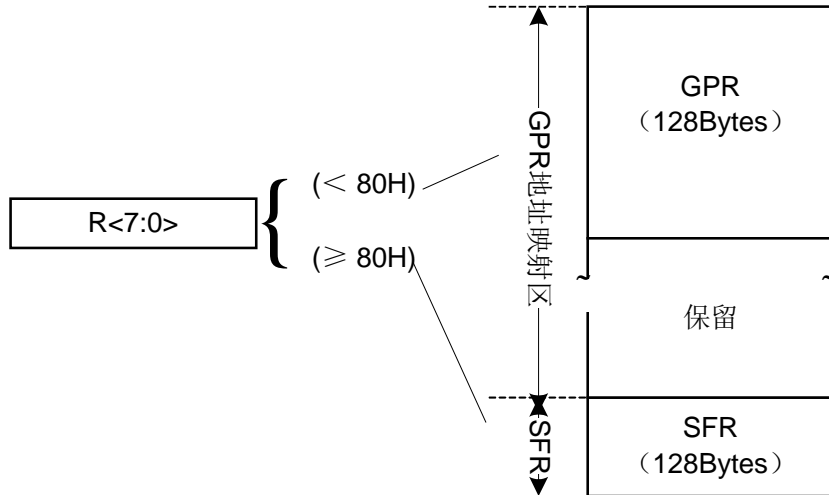 GPR
（128Bytes）
(＜ 80H)
R<7:0>
(≥ 80H)
GPR地址映射区
保留
SFR
SFR
（128Bytes）